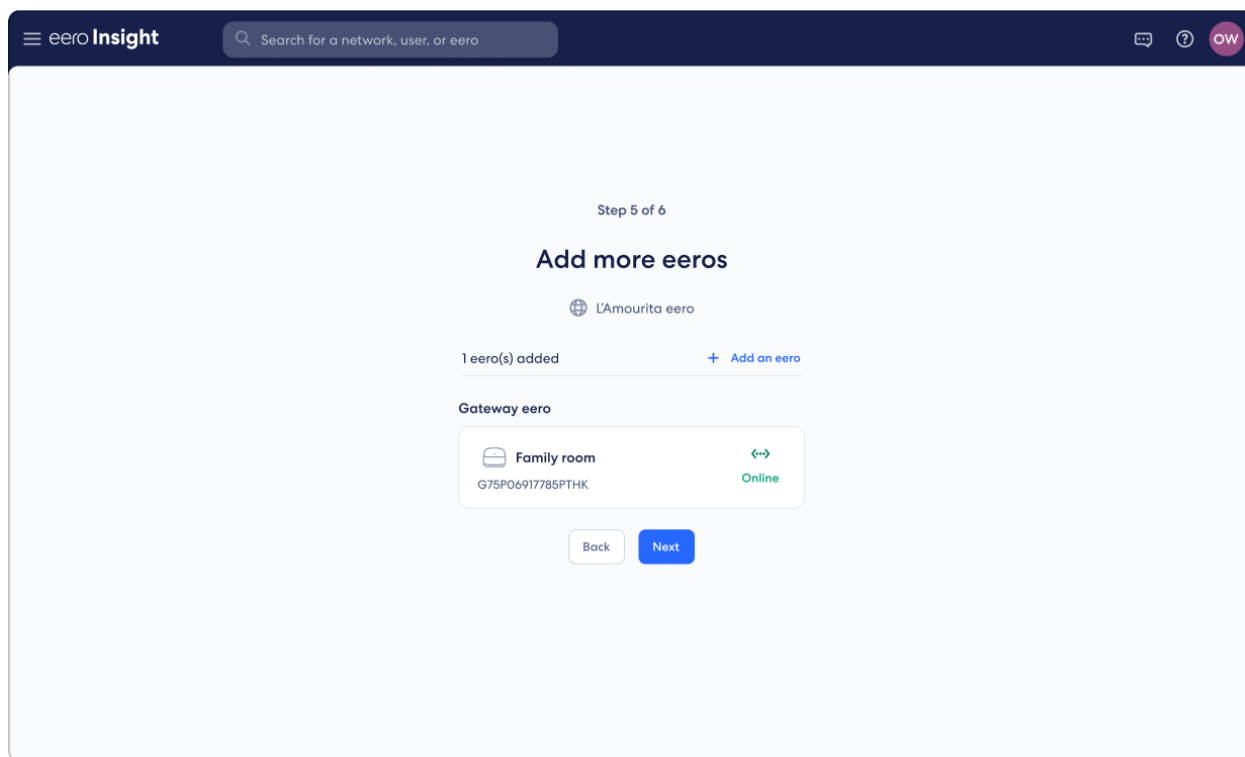 eero Insight
Search for a network, user, or eero
OW
Step 5 of 6
Add more eeros
L'Amourita eero
1 eero(s) added
+ Add an eero
Gateway eero
Family room
G75P06917785PTHK
Online
Back
Next